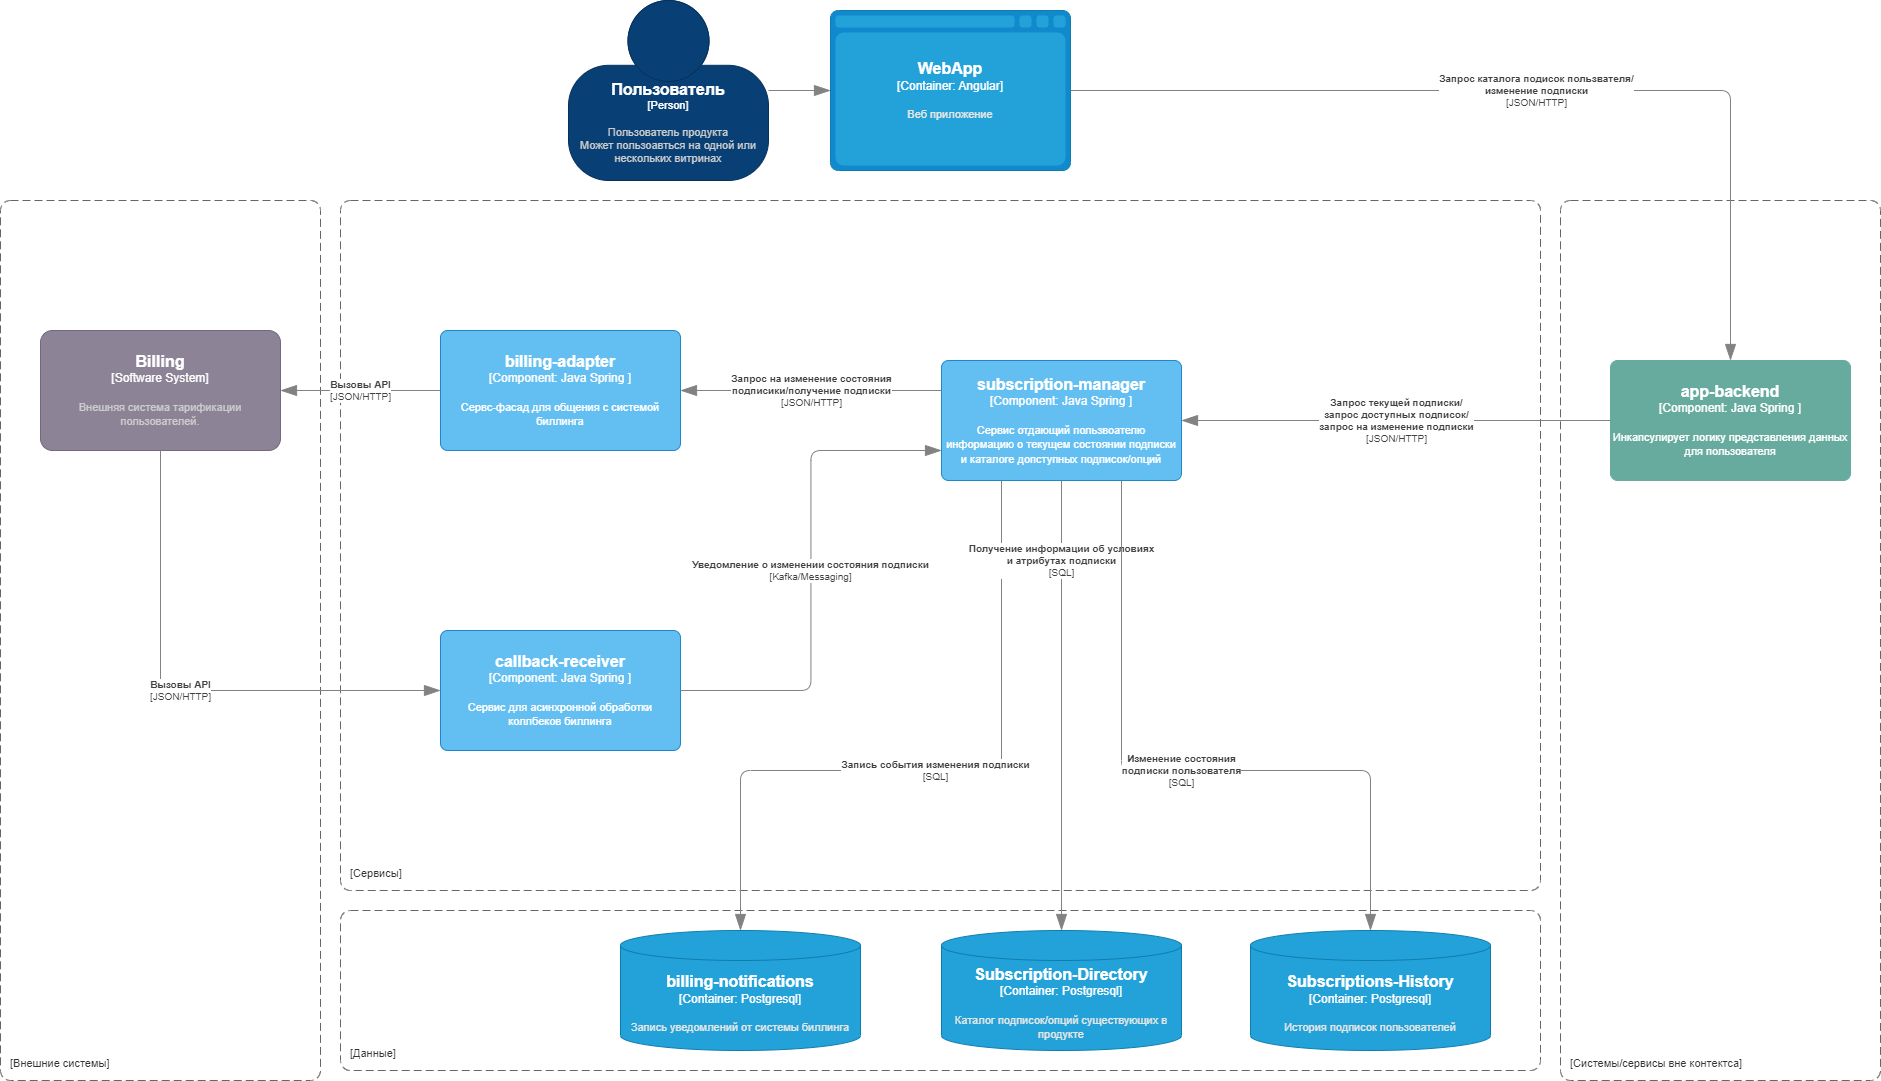 Пользователь
[Person]
Пользователь продукта
Может пользоавться на одной или
нескольких витринах
WebApp
[Container: Angular]
Веб приложение
Запрос каталога подисок пользвателя/
изменение подписки
[JSON/HTTP]
Billing
[Software System]
Внешняя система тарификации
пользователей.
Вызовы API
[JSON/HTTP]
billing-adapter
[Component: Java Spring ]
Сервс-фасад для общения с системой
биллинга
Запрос на изменение состояния
подписики/получение подписки
[JSON/HTTP]
subscription-manager
[Component: Java Spring ]
Сервис отдающий пользвоателю
информацию о текущем состоянии подписки
и каталоге допступных подписок/опций
Запрос текущей подписки/
запрос доступных подписок/
запрос на изменение подписки
[JSON/HTTP]
app-backend
[Component: Java Spring ]
Инкапсулирует логику представления данных
для пользователя
Уведомление о изменении состояния подписки
[Kafka/Messaging]
Получение информации об условиях
и атрибутах подписки
[SQL]
Вызовы API
[JSON/HTTP]
callback-receiver
[Component: Java Spring ]
Сервис для асинхронной обработки
коллбеков биллинга
Запись события изменения подписки
[SQL]
Изменение состояния
подписки пользователя
[SQL]
[Сервисы]
billing-notifications
[Container: Postgresql]
Запись уведомлений от системы биллинга
Subscription-Directory
[Container: Postgresql]
Каталог подписок/опций существующих в
продукте
Subscriptions-History
[Container: Postgresql]
История подписок пользователей
[Внешние системы]
[Данные]
[Системы/сервисы вне контектса]